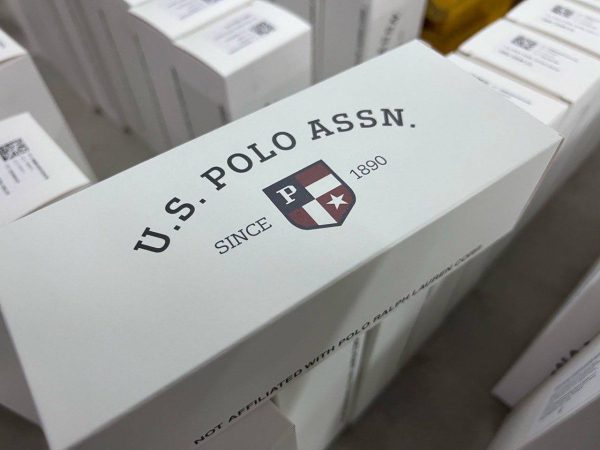 U.S. POLO ASSN.
SINCE P 1890
NOT AFFILIATED WITH POLO RALPH LAUREN CORP.